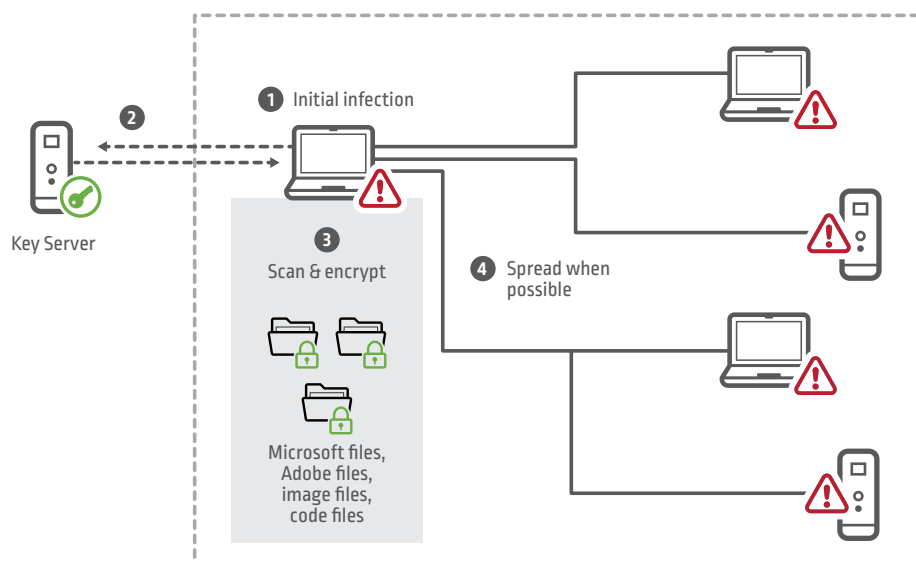 1 Initial infection
2
Key Server
3
Scan & encrypt
4 Spread when
possible
Microsoft files,
Adobe files,
image files,
code files